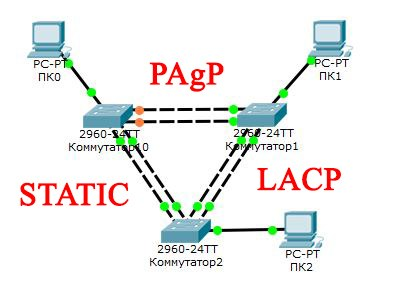 PC-PT
ПК0
PAgP
PC-PT
ПК1
2960-24TT
Коммутатор10
2960-24TT
Коммутатор1
STATIC
LACP
2960-24TT
Коммутатор2
PC-PT
ПК2